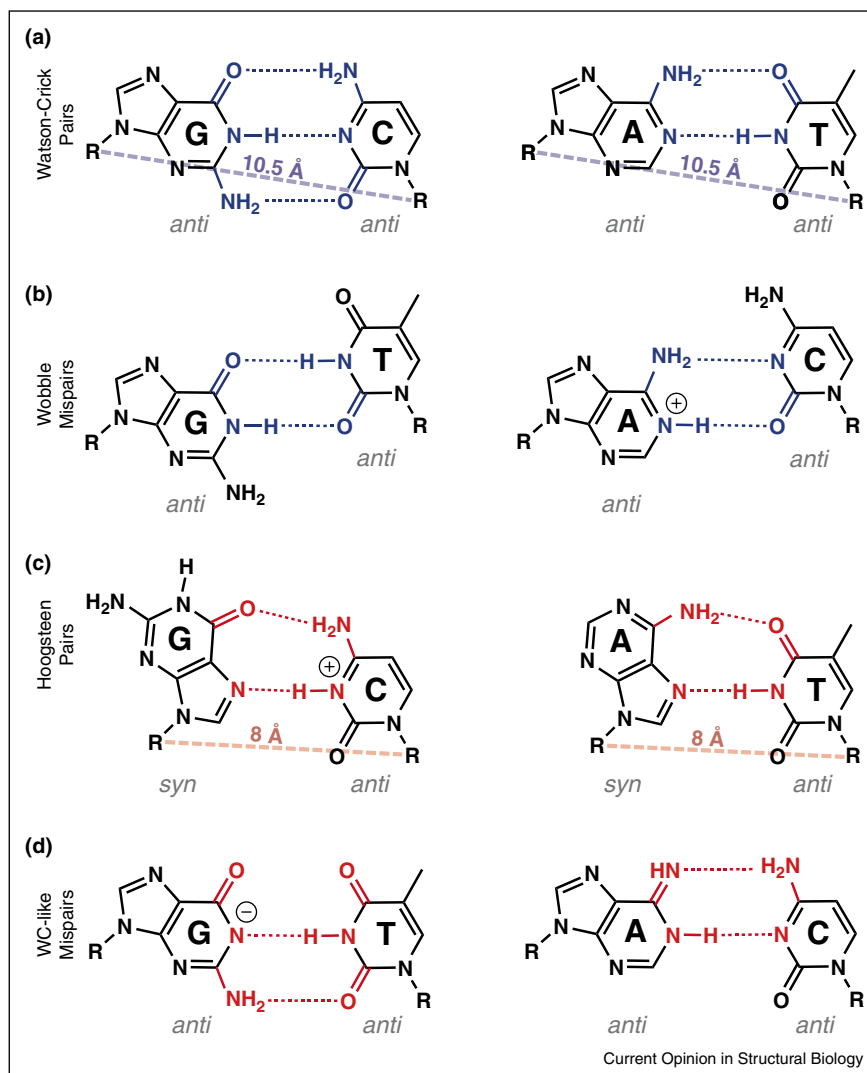 (a)
Watson-Crick
Pairs
N
N
R
O
G
N
H
N
NH2
10.5 Å
H2N
N
C
N
O
R
anti
anti
N
N
R
NH2
A
N
N
10.5 Å
O
H
N
T
N
O
R
anti
anti
(b)
Wobble
Mispairs
N
N
R
O
G
N
H
N
NH2
O
H
N
T
N
O
R
anti
anti
N
N
R
NH2
A
N
+
H
N
H2N
N
C
N
O
R
anti
anti
(c)
Hoogsteen
Pairs
H
H2N
N
O
G
N
N
N
R
8 Å
H2N
+
H
N
C
N
O
R
syn
anti
N
NH2
A
N
N
N
R
8 Å
O
H
N
T
N
O
R
syn
anti
(d)
WC-like
Mispairs
N
N
R
O
G
−
N
N
NH2
O
H
N
T
N
O
R
anti
anti
N
N
R
HN
A
N
H
N
H2N
N
C
N
O
R
anti
anti
Current Opinion in Structural Biology